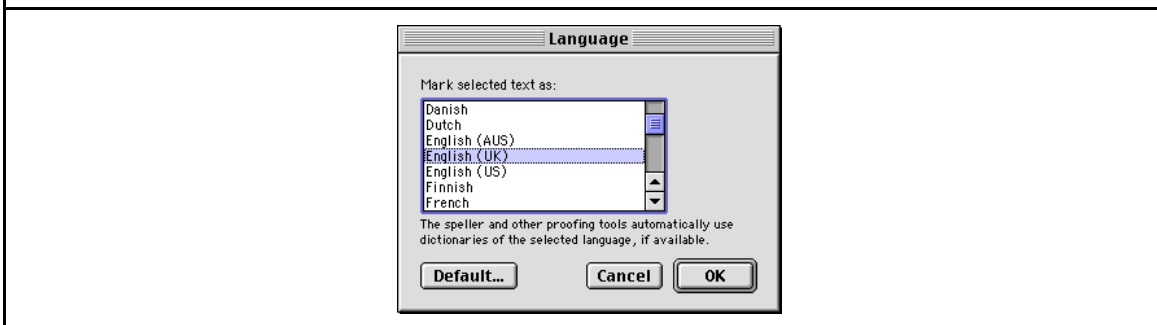 Language
Mark selected text as:
Danish
Dutch
English (AUS)
English (UK)
English (US)
Finnish
French
The speller and other proofing tools automatically use
dictionaries of the selected language, if available.
Default...
Cancel
OK